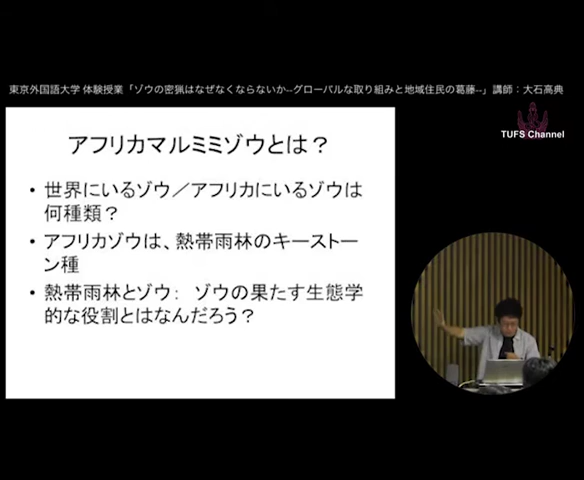 東京外国語大学 体験授業「ゾウの密猟はなぜなくならないか--グローバルな取り組みと地域住民の葛藤--」講師：大石高典
TUFS Channel
アフリカマルミミゾウとは？
• 世界にいるゾウ／アフリカにいるゾウは
何種類？
• アフリカゾウは、熱帯雨林のキーストー
ン種
• 熱帯雨林とゾウ： ゾウの果たす生態学
的な役割とはなんだろう？